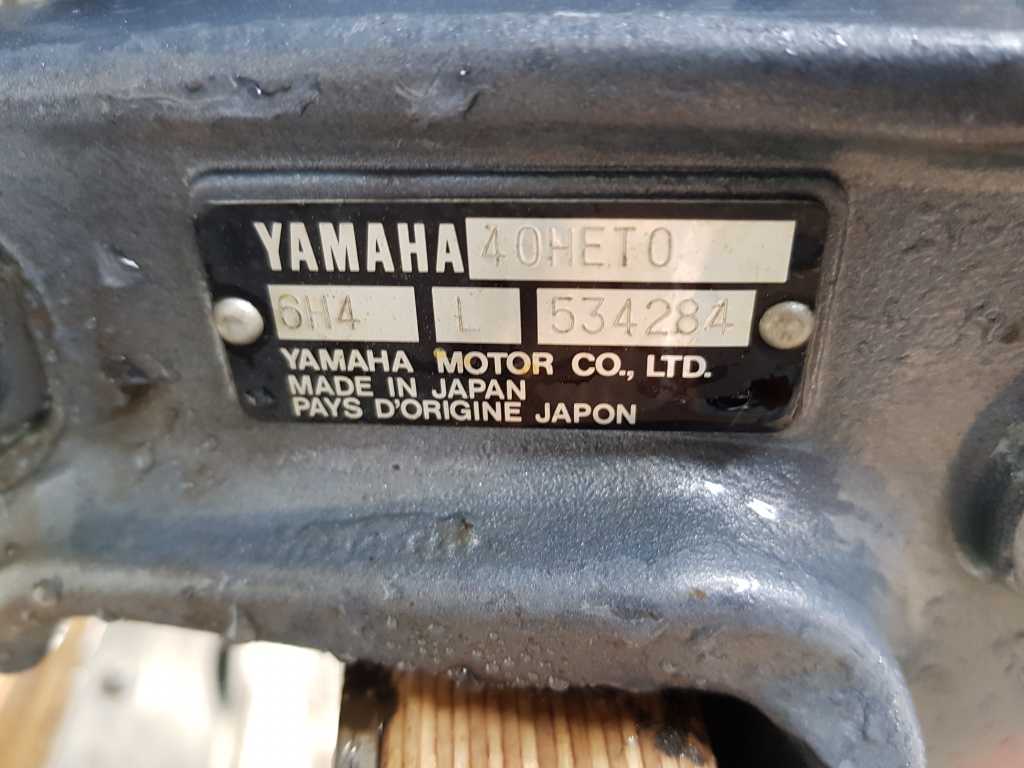 YAMAHA 40HETO
6H4 L 534284
YAMAHA MOTOR CO., LTD.
MADE IN JAPAN
PAYS D'ORIGINE JAPON